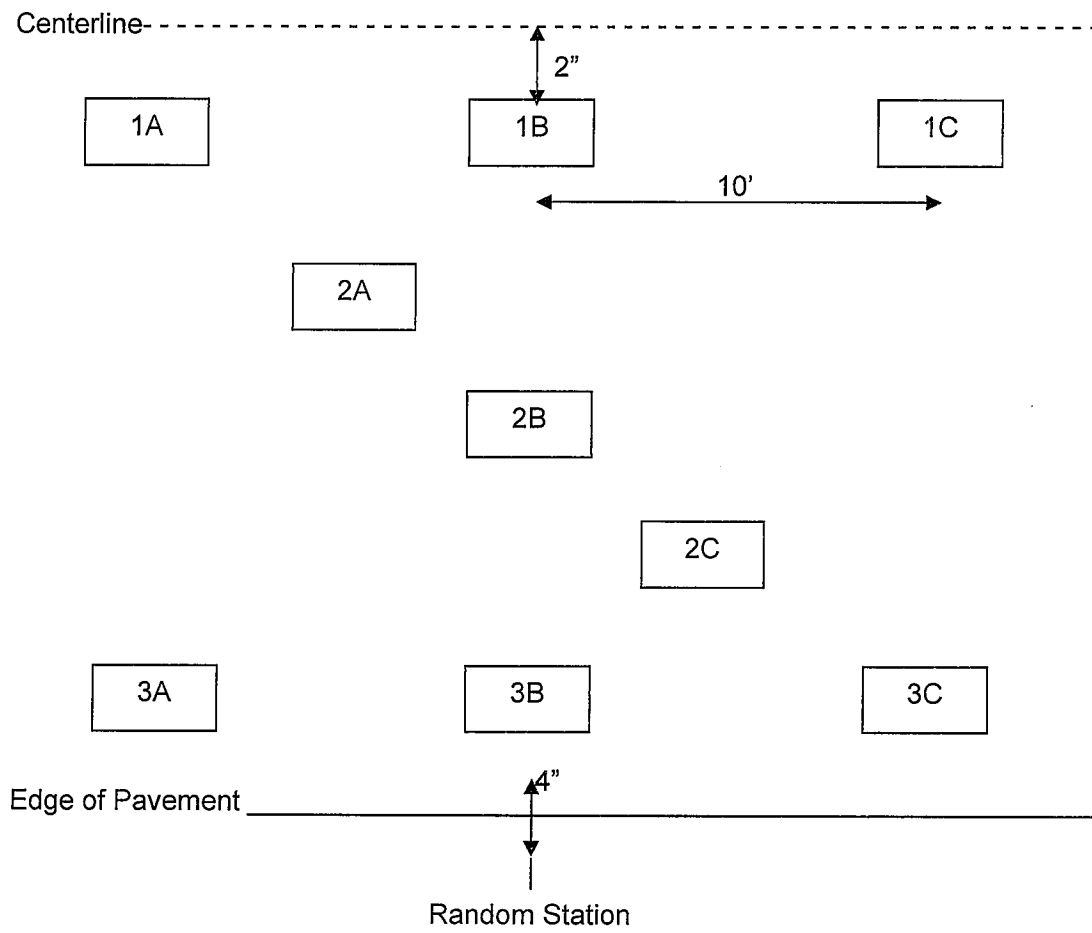 Centerline
2”
1A
1B
1C
10’
2A
2B
2C
3A
3B
3C
4”
Edge of Pavement
Random Station